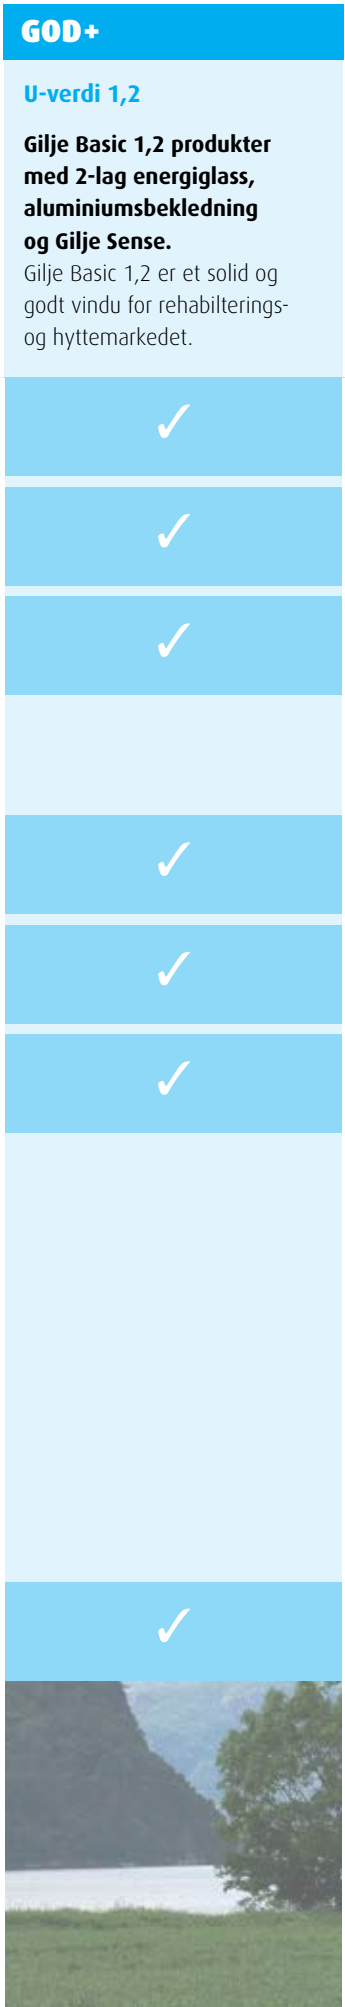 GOD+
U-verdi 1,2
Gilje Basic 1,2 produkter
med 2-lag energiglass,
aluminiumsbekledning
og Gilje Sense.
Gilje Basic 1,2 er et solid og
godt vindu for rehabilterings-
og hyttemarkedet.
✓
✓
✓
✓
✓
✓
✓